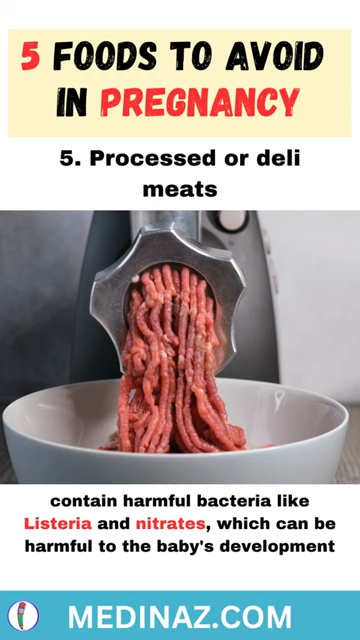 5 FOODS TO AVOID
IN PREGNANCY
5. Processed or deli
meats
contain harmful bacteria like
Listeria and nitrates, which can be
harmful to the baby's development
MEDINAZ.COM